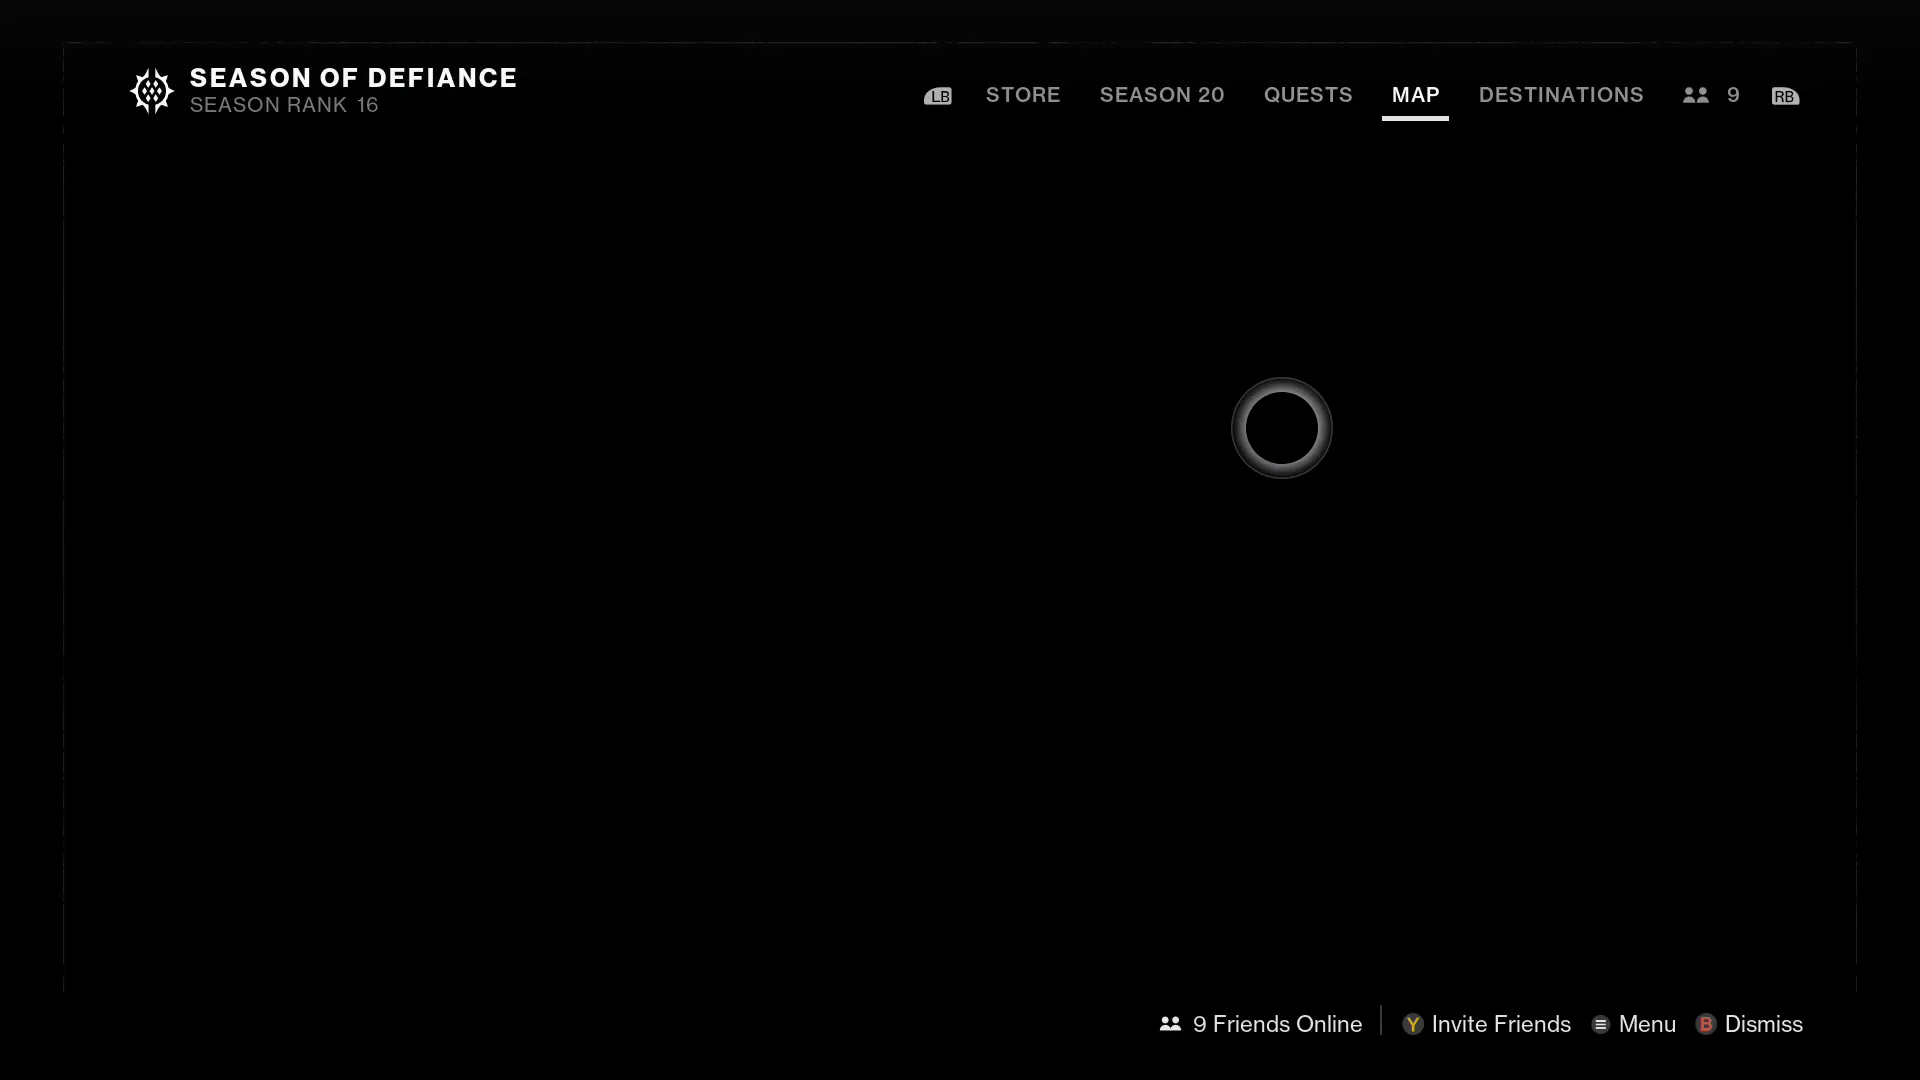 SEASON OF DEFIANCE
SEASON RANK 16
LB STORE SEASON 20 QUESTS MAP DESTINATIONS 9 RB
9 Friends Online Y Invite Friends Menu B Dismiss